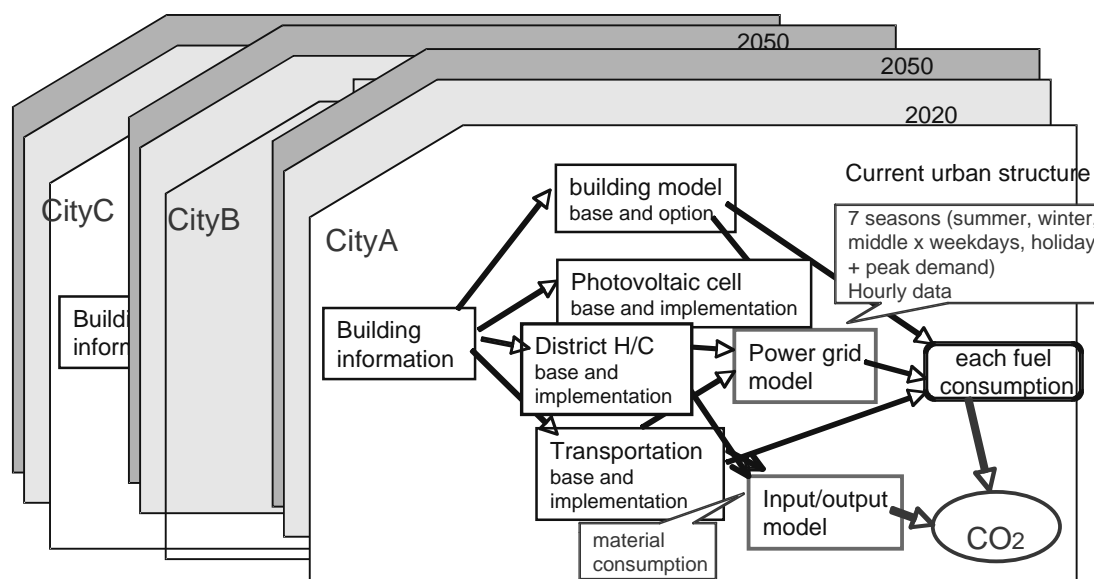 2050
2050
2020
CityC
CityB
CityA
Current urban structure
building model
base and option
7 seasons (summer, winter,
middle x weekdays, holiday
+ peak demand)
Hourly data
Photovoltaic cell
base and implementation
Building
information
District H/C
base and
implementation
Power grid
model
each fuel
consumption
Transportation
base and
implementation
Input/output
model
material
consumption
CO2
Buildi
inforn